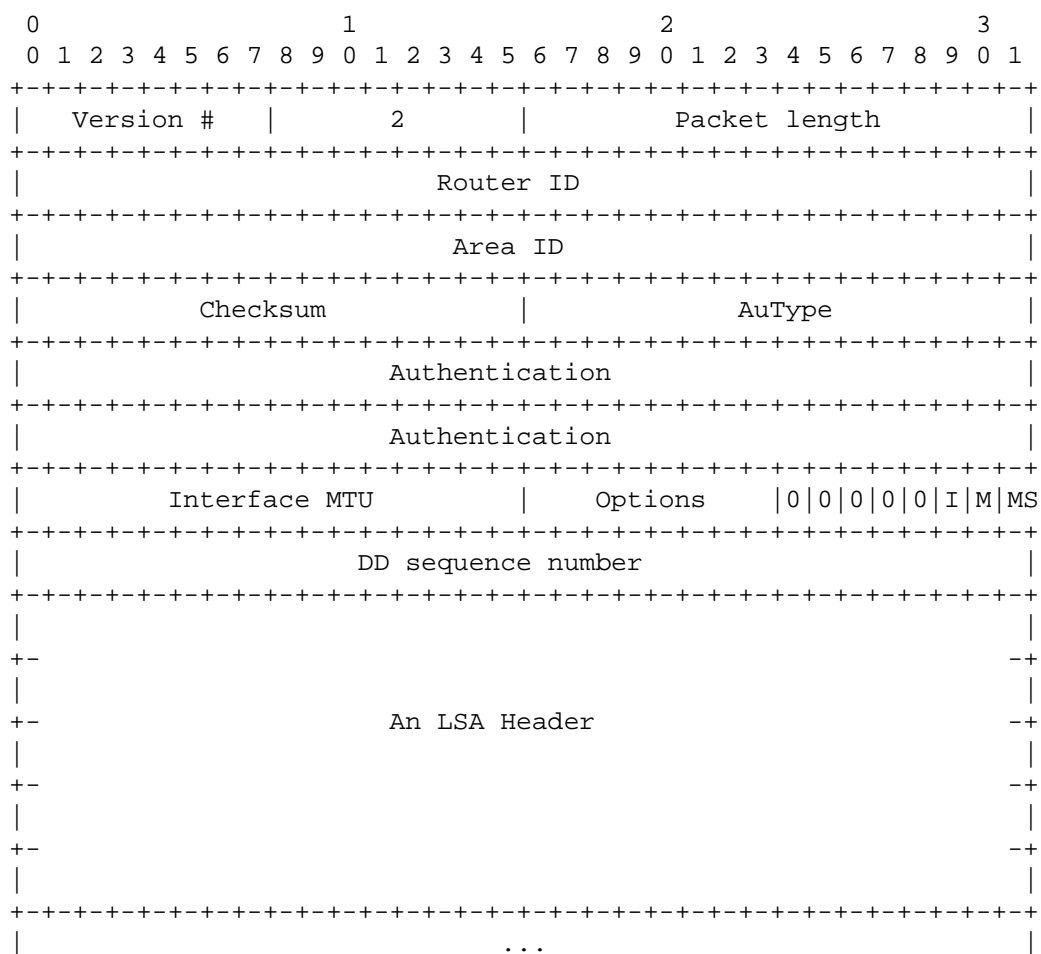 0                   1                   2                   3
 0 1 2 3 4 5 6 7 8 9 0 1 2 3 4 5 6 7 8 9 0 1 2 3 4 5 6 7 8 9 0 1
+-+-+-+-+-+-+-+-+-+-+-+-+-+-+-+-+-+-+-+-+-+-+-+-+-+-+-+-+-+-+-+-+
|   Version #   |       2       |         Packet length         |
+-+-+-+-+-+-+-+-+-+-+-+-+-+-+-+-+-+-+-+-+-+-+-+-+-+-+-+-+-+-+-+-+
|                          Router ID                            |
+-+-+-+-+-+-+-+-+-+-+-+-+-+-+-+-+-+-+-+-+-+-+-+-+-+-+-+-+-+-+-+-+
|                           Area ID                             |
+-+-+-+-+-+-+-+-+-+-+-+-+-+-+-+-+-+-+-+-+-+-+-+-+-+-+-+-+-+-+-+-+
|           Checksum            |             AuType            |
+-+-+-+-+-+-+-+-+-+-+-+-+-+-+-+-+-+-+-+-+-+-+-+-+-+-+-+-+-+-+-+-+
|                       Authentication                          |
+-+-+-+-+-+-+-+-+-+-+-+-+-+-+-+-+-+-+-+-+-+-+-+-+-+-+-+-+-+-+-+-+
|                       Authentication                          |
+-+-+-+-+-+-+-+-+-+-+-+-+-+-+-+-+-+-+-+-+-+-+-+-+-+-+-+-+-+-+-+-+
|         Interface MTU         |    Options    |0|0|0|0|0|I|M|MS
+-+-+-+-+-+-+-+-+-+-+-+-+-+-+-+-+-+-+-+-+-+-+-+-+-+-+-+-+-+-+-+-+
|                     DD sequence number                        |
+-+-+-+-+-+-+-+-+-+-+-+-+-+-+-+-+-+-+-+-+-+-+-+-+-+-+-+-+-+-+-+-+
|                                                               |
+-                                                             -+
|                                                               |
+-                      An LSA Header                          -+
|                                                               |
+-                                                             -+
|                                                               |
+-                                                             -+
|                                                               |
+-+-+-+-+-+-+-+-+-+-+-+-+-+-+-+-+-+-+-+-+-+-+-+-+-+-+-+-+-+-+-+-+
|                              ...                              |